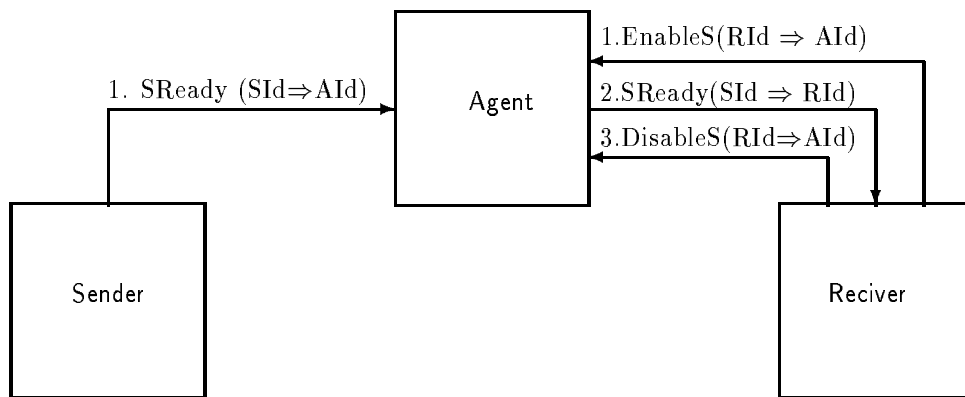 1.EnableS(RId ⇒ AId)
1. SReady (SId⇒AId)
Agent
2.SReady(SId ⇒ RId)
3.DisableS(RId⇒AId)
Sender
Reciver